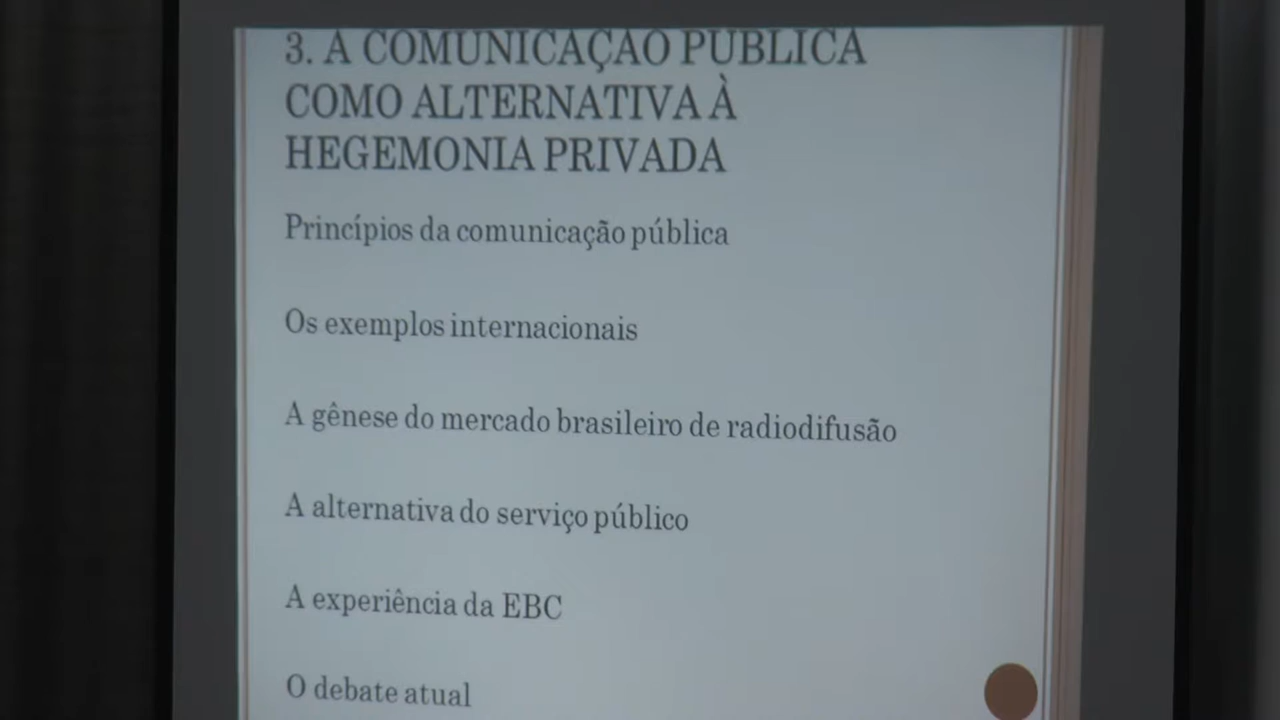 3. A COMUNICAÇÃO PÚBLICA
COMO ALTERNATIVA À
HEGEMONIA PRIVADA
Princípios da comunicação pública
Os exemplos internacionais
A gênese do mercado brasileiro de radiodifusão
A alternativa do serviço público
A experiência da EBC
O debate atual